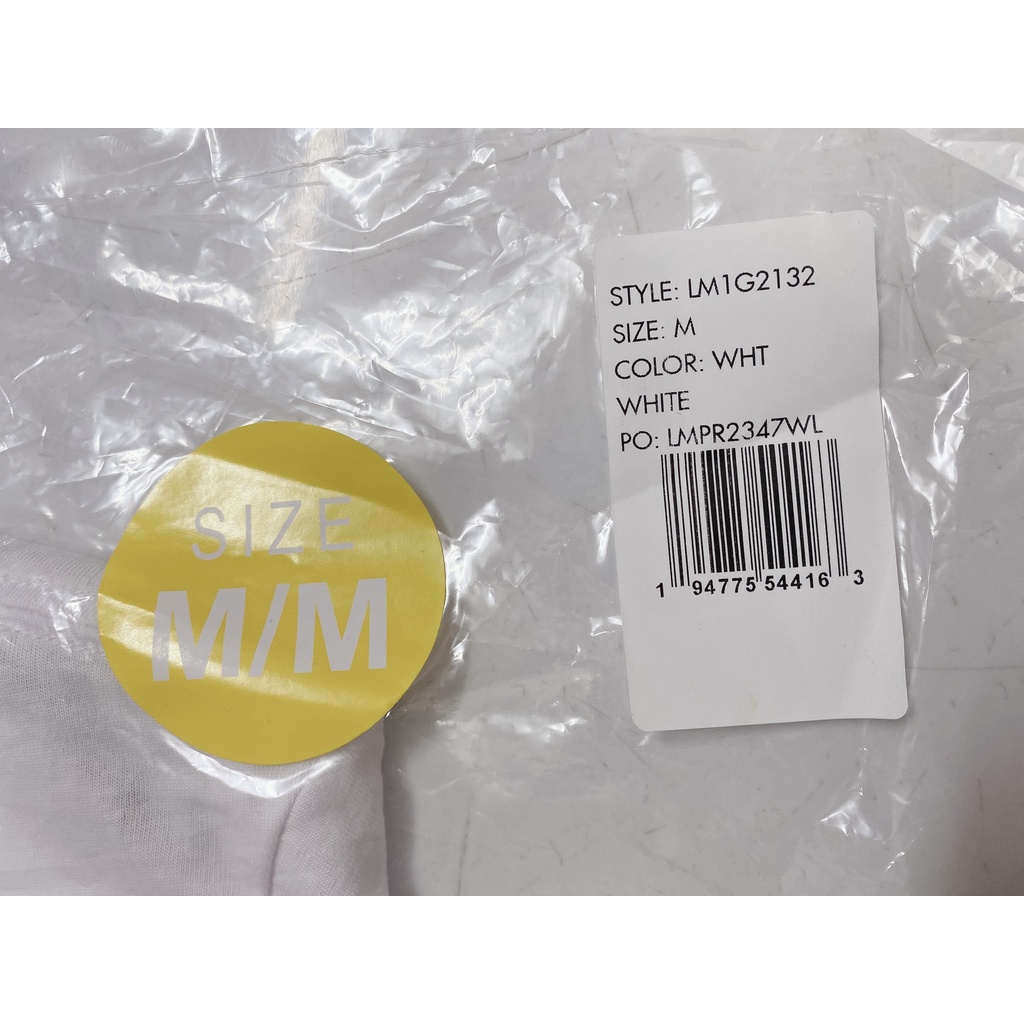 STYLE: LM1G2132
SIZE: M
COLOR: WHT
WHITE
PO: LMPR2347WL
1 94775 54416 3
SIZE
M/M